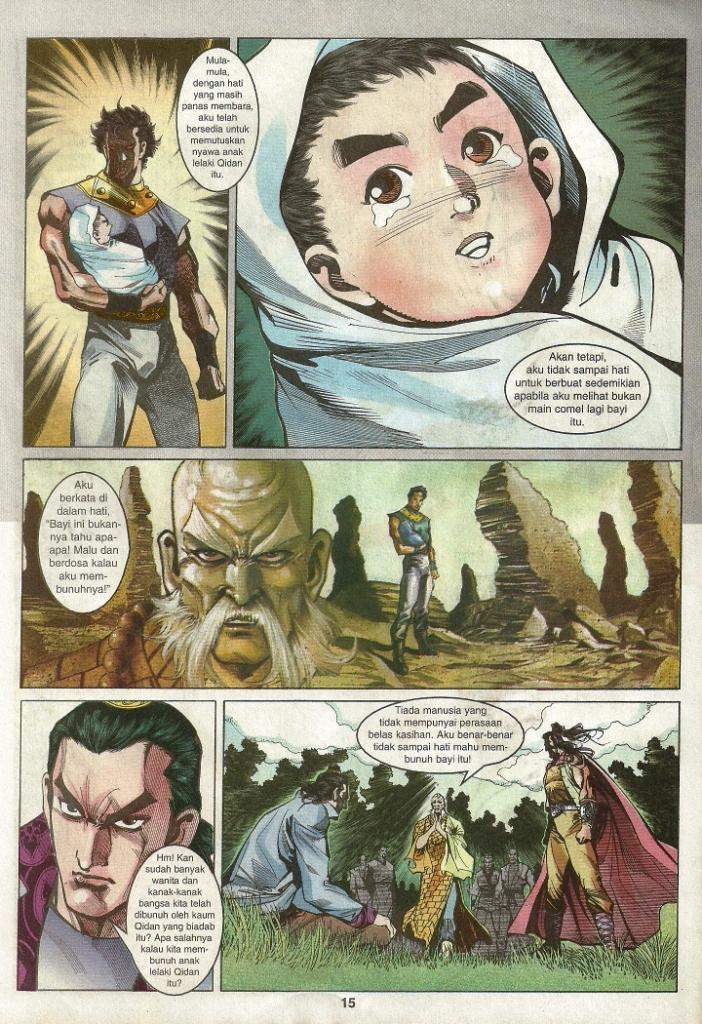 Mula-
mula,
dengan hati
yang masih
panas membara,
aku telah
bersedia untuk
memutuskan
nyawa anak
lelaki Qidan
itu.
Akan tetapi,
aku tidak sampai hati
untuk berbuat sedemikian
apabila aku melihat bukan
main comel lagi bayi
itu.
Aku
berkata di
dalam hati,
"Bayi ini bukan-
nya tahu apa-
apa! Malu dan
berdosa kalau
aku mem-
bunuhnya!"
Tiada manusia yang
tidak mempunyai perasaan
belas kasihan. Aku benar-benar
tidak sampai hati mahu mem-
bunuh bayi itu!
Hm! Kan
sudah banyak
wanita dan
kanak-kanak
bangsa kita telah
dibunuh oleh kaum
Qidan yang biadab
itu? Apa salahnya
kalau kita mem-
bunuh anak
lelaki Qidan
itu?
15